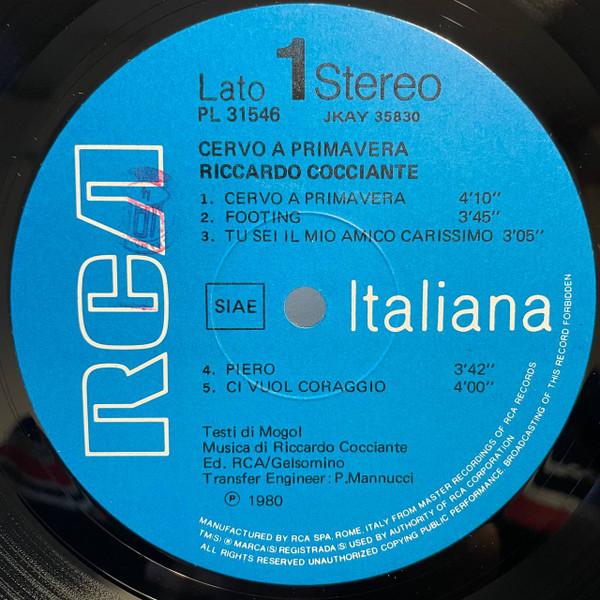 Lato 1 Stereo
PL 31546 JKAY 35830
CERVO A PRIMAVERA
RICCARDO COCCIANTE
1. CERVO A PRIMAVERA 4'10"
2. FOOTING 3'45"
3. TU SEI IL MIO AMICO CARISSIMO 3'05"
RCA
SIAE
Italiana
4. PIERO 3'42"
5. CI VUOL CORAGGIO 4'00"
Testi di Mogol
Musica di Riccardo Cocciante
Ed. RCA/Gelsomino
Transfer Engineer: P.Mannucci
℗ 1980
MANUFACTURED BY RCA SPA, ROME, ITALY FROM MASTER RECORDINGS OF RCA RECORDS
TM(S) ® MARCA(S) REGISTRADA(S) USED BY AUTHORITY OF RCA CORPORATION
ALL RIGHTS RESERVED UNAUTHORIZED COPYING PUBLIC PERFORMANCE BROADCASTING OF THIS RECORD FORBIDDEN